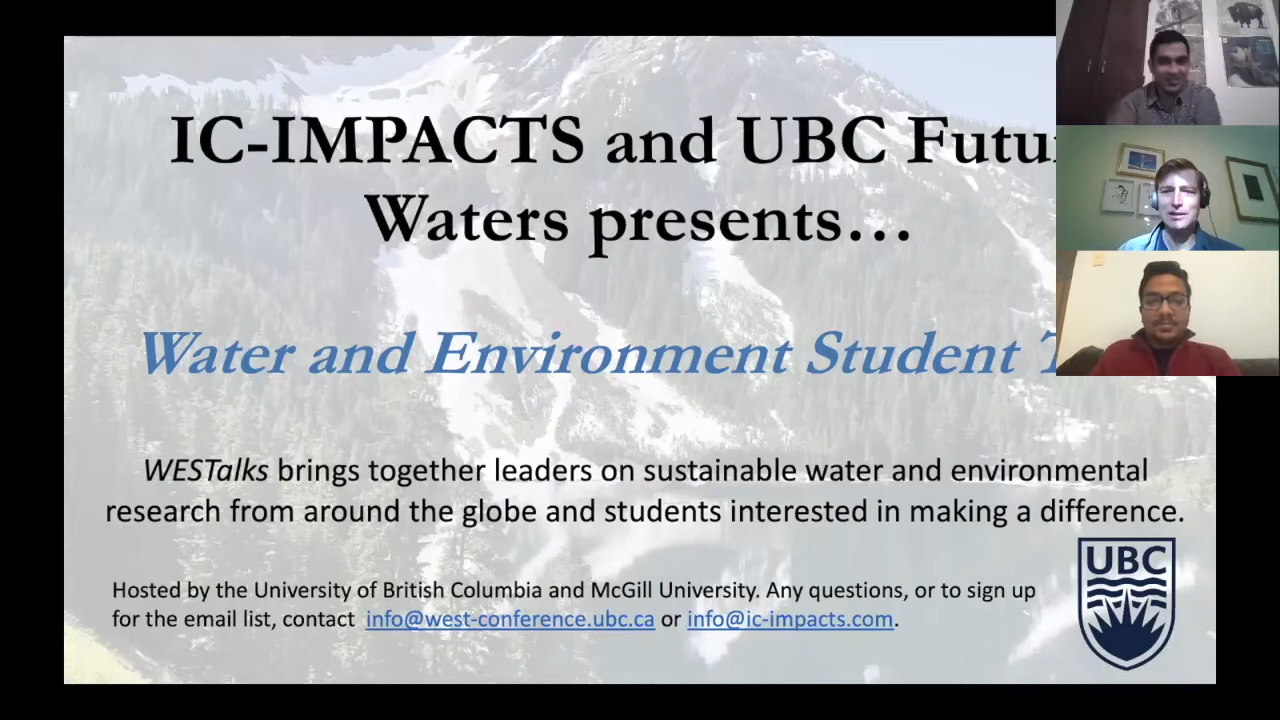 IC-IMPACTS and UBC Futu
Waters presents...
Water and Environment Student T
WESTalks brings together leaders on sustainable water and environmental
research from around the globe and students interested in making a difference.
Hosted by the University of British Columbia and McGill University. Any questions, or to sign up
for the email list, contact info@west-conference.ubc.ca or info@ic-impacts.com.
UBC